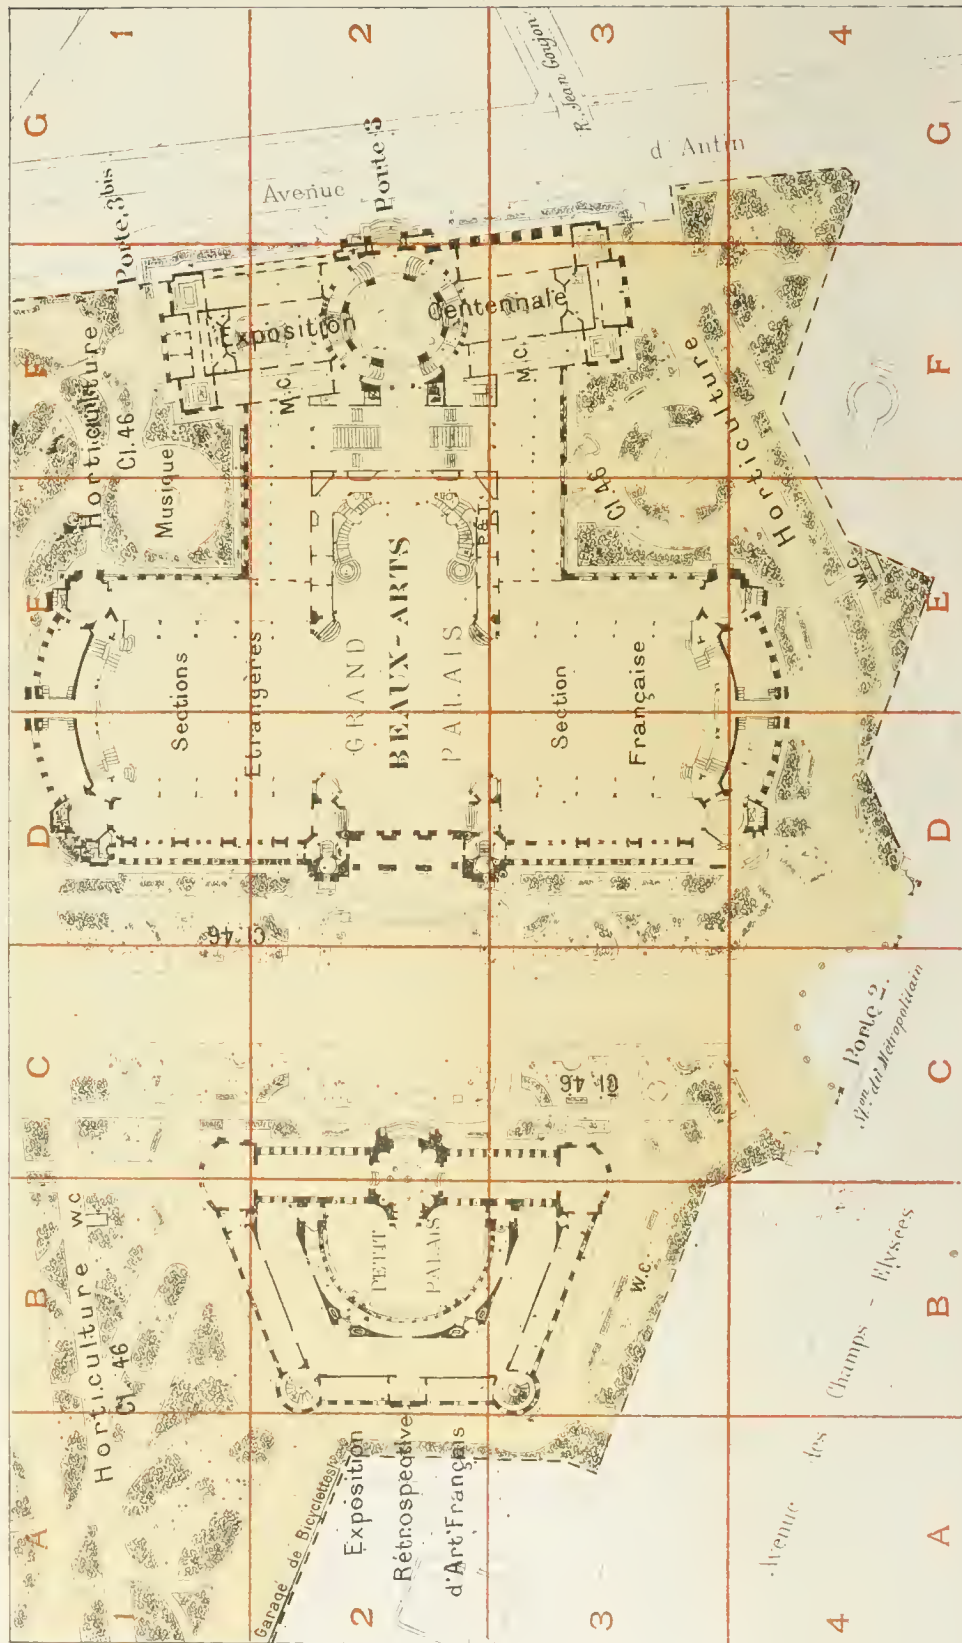 1
2
3
4
G
G
F
F
E
E
D
D
C
C
B
B
A
A
1
2
3
4
R. Jean Goujon
Avenue d'Antin
Porte 3bis
Porte 3
Horticulture
Cl. 46
Musique
Exposition Centennale
M.C.
M.C.
Horticulture
Cl. 46
P. & T.
W.C.
Sections
Etrangères
GRAND
BEAUX-ARTS
PALAIS
Section
Française
Cl. 46
Cl. 46
Porte 2.
St.on du Métropolitain
Horticulture
Cl. 46
W.C
PETIT
PALAIS
W.C.
Garage de Bicyclettes
Exposition
Rétrospective
d'Art Français
Avenue des Champs - Elysées